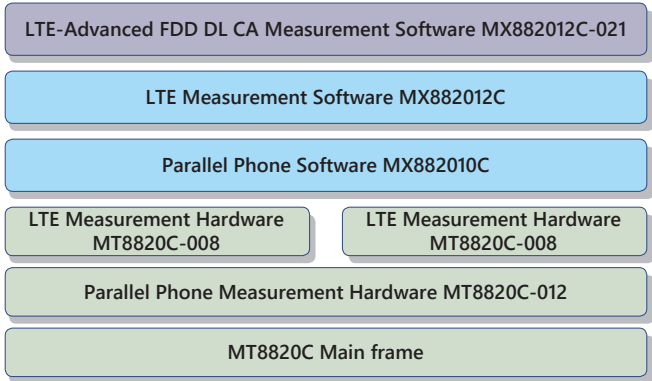 LTE-Advanced FDD DL CA Measurement Software MX882012C-021
LTE Measurement Software MX882012C
Parallel Phone Software MX882010C
LTE Measurement Hardware
MT8820C-008
LTE Measurement Hardware
MT8820C-008
Parallel Phone Measurement Hardware MT8820C-012
MT8820C Main frame